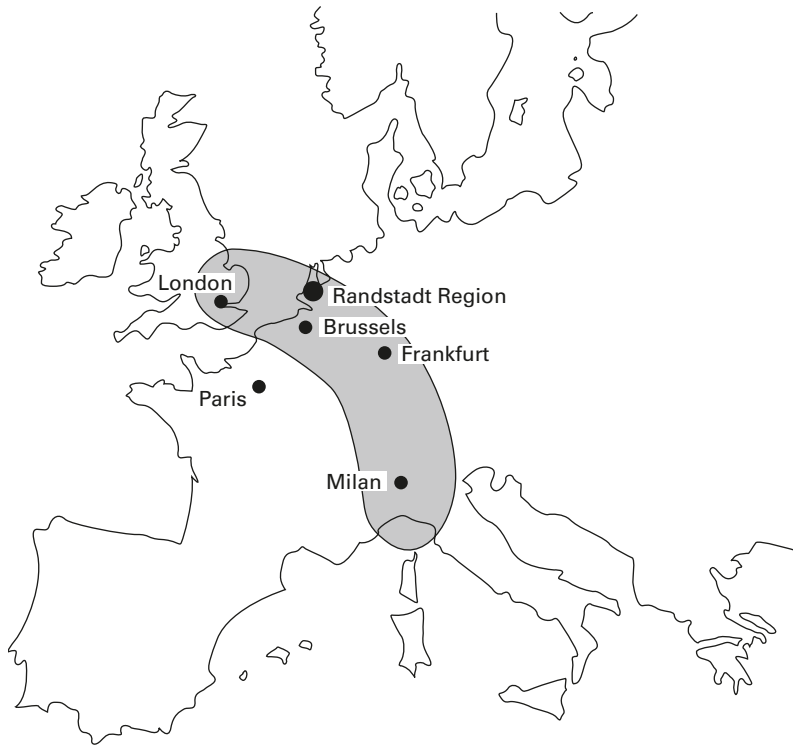 London
Randstadt Region
Brussels
Frankfurt
Paris
Milan